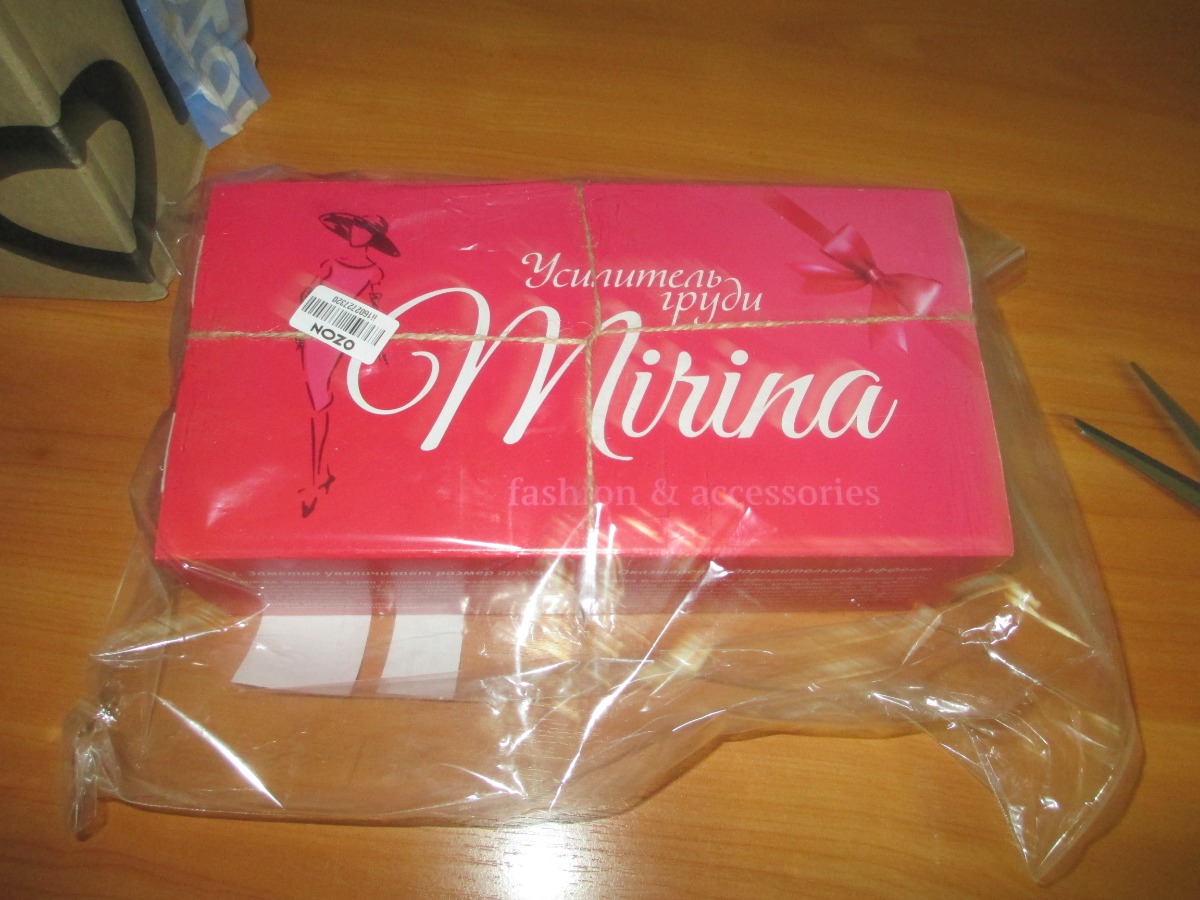 Усилитель
груди
Mirina
fashion & accessories
OZON